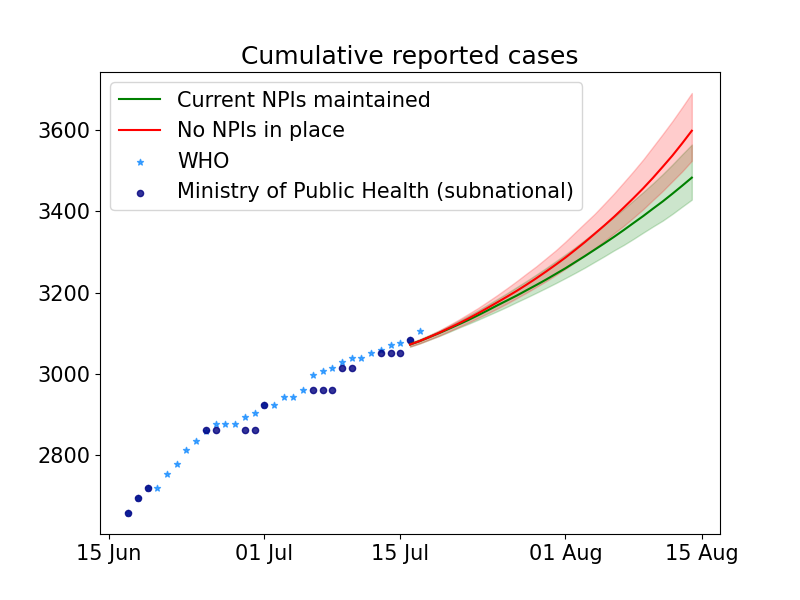 Cumulative reported cases
Current NPIs maintained
No NPIs in place
WHO
Ministry of Public Health (subnational)
3600
3400
3200
3000
2800
15 Jun
01 Jul
15 Jul
01 Aug
15 Aug